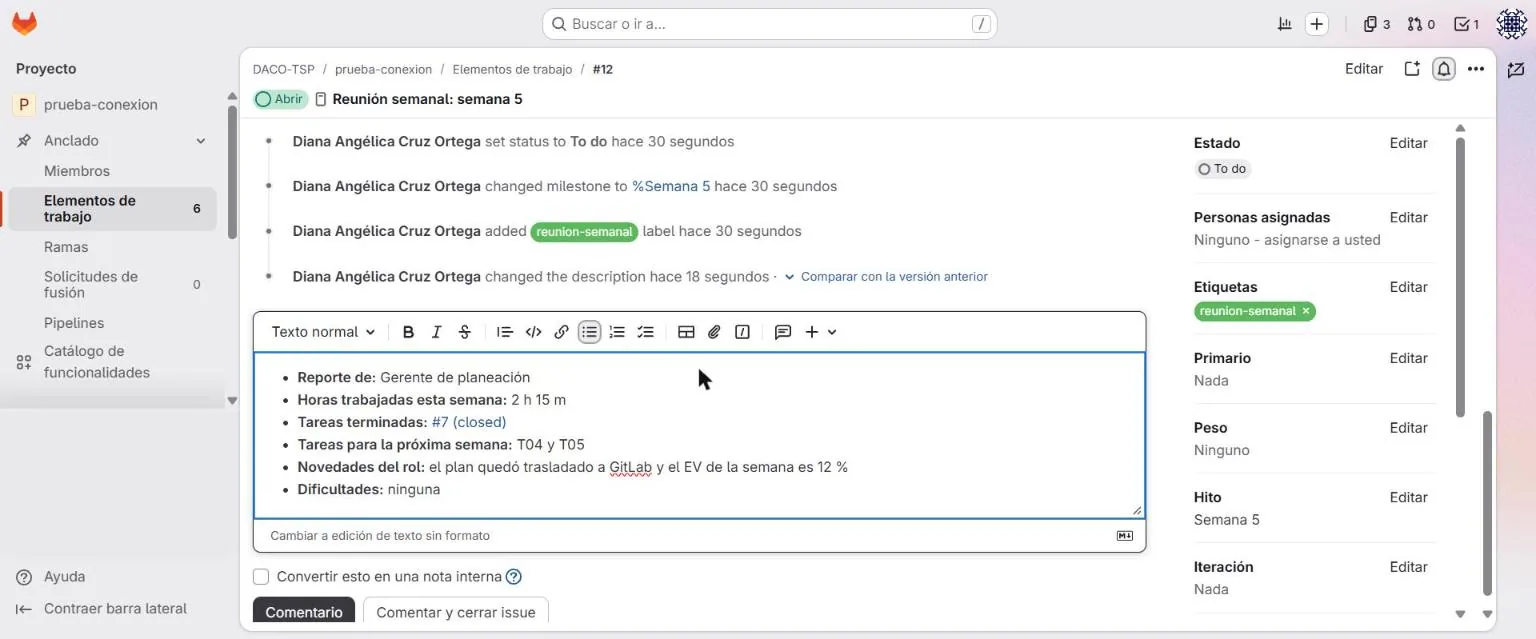 Buscar o ir a...
/
3
0
1
Proyecto
P prueba-conexion
Anclado
Miembros
Elementos de trabajo 6
Ramas
Solicitudes de fusión 0
Pipelines
Catálogo de funcionalidades
Ayuda
Contraer barra lateral
DACO-TSP / prueba-conexion / Elementos de trabajo / #12
Editar
Abrir Reunión semanal: semana 5
Diana Angélica Cruz Ortega set status to To do hace 30 segundos
Diana Angélica Cruz Ortega changed milestone to %Semana 5 hace 30 segundos
Diana Angélica Cruz Ortega added reunion-semanal label hace 30 segundos
Diana Angélica Cruz Ortega changed the description hace 18 segundos · Comparar con la versión anterior
Texto normal B I S
• Reporte de: Gerente de planeación
• Horas trabajadas esta semana: 2 h 15 m
• Tareas terminadas: #7 (closed)
• Tareas para la próxima semana: T04 y T05
• Novedades del rol: el plan quedó trasladado a GitLab y el EV de la semana es 12 %
• Dificultades: ninguna
Cambiar a edición de texto sin formato
Convertir esto en una nota interna ?
Comentario
Comentar y cerrar issue
Estado Editar
To do
Personas asignadas Editar
Ninguno - asignarse a usted
Etiquetas Editar
reunion-semanal ×
Primario Editar
Nada
Peso Editar
Ninguno
Hito Editar
Semana 5
Iteración Editar
Nada